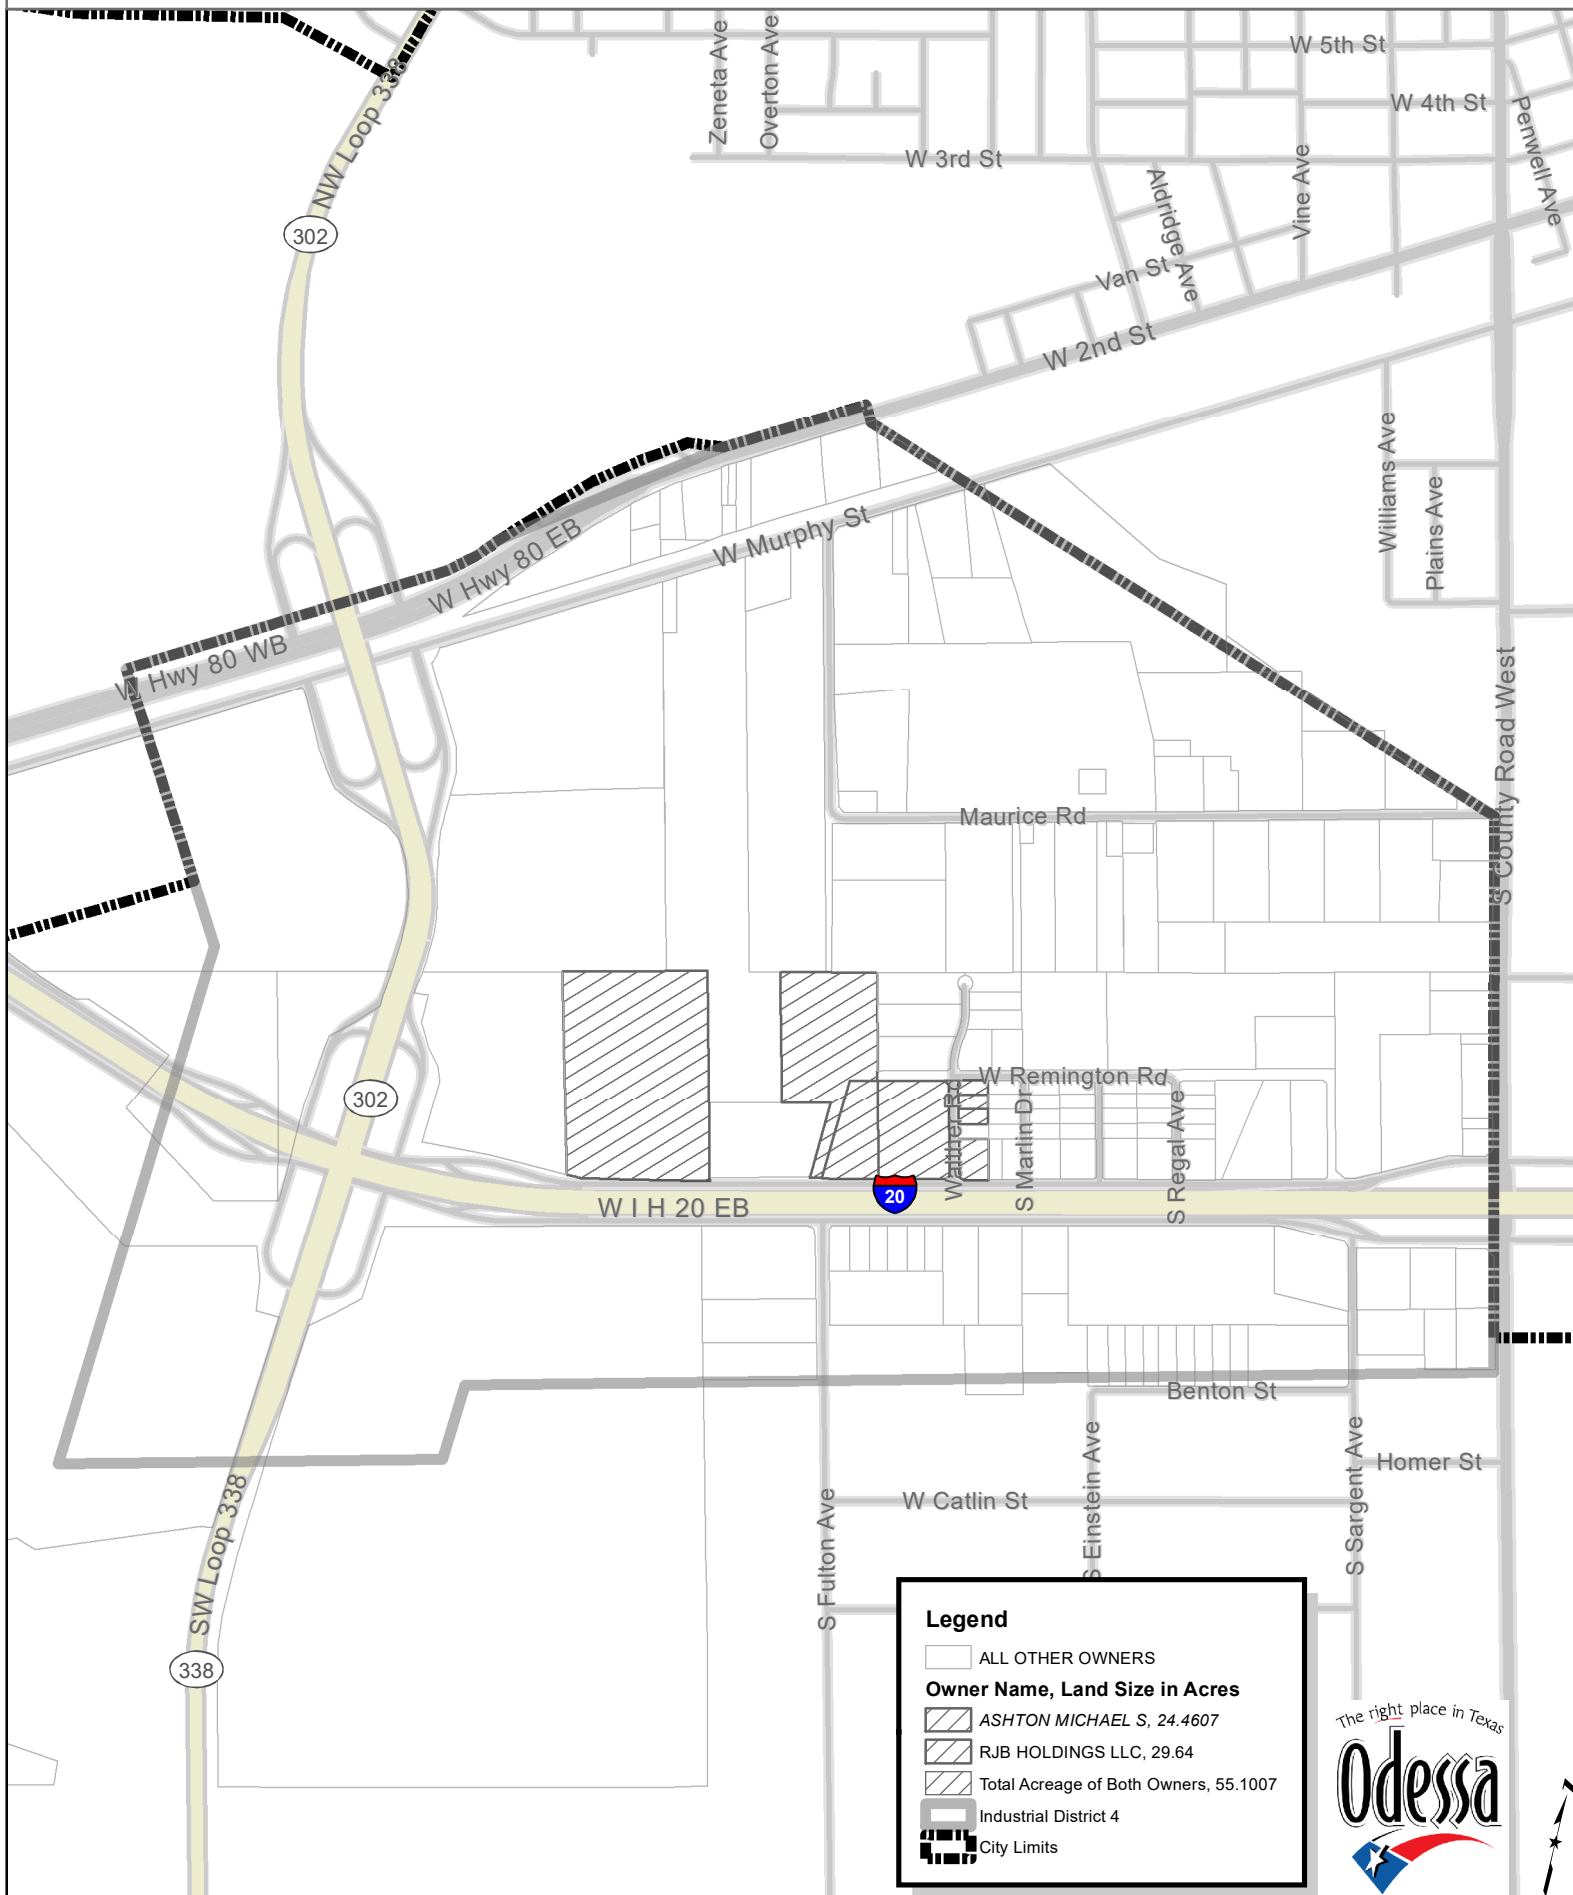 W 5th St
Zeneta Ave
Overton Ave
NW Loop 338
W 4th St
Penwell Ave
W 3rd St
Aldridge Ave
Vine Ave
302
Van St
W 2nd St
Williams Ave
Plains Ave
W Murphy St
W Hwy 80 EB
W Hwy 80 WB
S County Road West
Maurice Rd
W Remington Rd
302
Walther Rd
S Marlin Dr
S Regal Ave
20
W I H 20 EB
Benton St
S Einstein Ave
S Sargent Ave
Homer St
SW Loop 338
S Fulton Ave
W Catlin St
338
Legend
ALL OTHER OWNERS
Owner Name, Land Size in Acres
ASHTON MICHAEL S, 24.4607
RJB HOLDINGS LLC, 29.64
Total Acreage of Both Owners, 55.1007
Industrial District 4
City Limits
The right place in Texas
Odessa